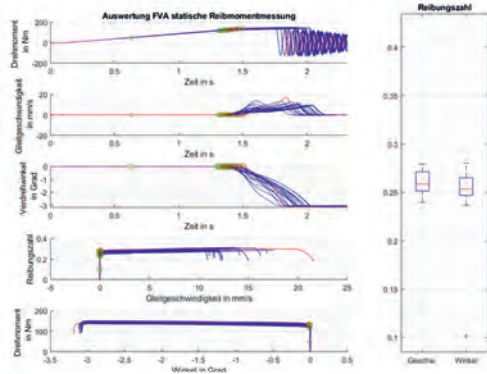 Auswertung FVA statische Reibmomentmessung
Drehmoment
in Nm
200
0
-200
0 0.5 1 1.5 2
Zeit in s
Gleitgeschwindigkeit
in mm/s
20
0
-20
0 0.5 1 1.5 2
Zeit in s
Verdrehwinkel
in Grad
0
-1
-2
-3
0 0.5 1 1.5 2
Zeit in s
Reibungszahl
0.4
0.2
0
-5 0 5 10 15 20 25
Gleitgeschwindigkeit in mm/s
Drehmoment
in Nm
200
100
0
-3.5 -3 -2.5 -2 -1.5 -1 -0.5 0 0.5
Winkel in Grad
Reibungszahl
0.4
0.35
0.3
0.25
0.2
0.15
0.1
Winkel